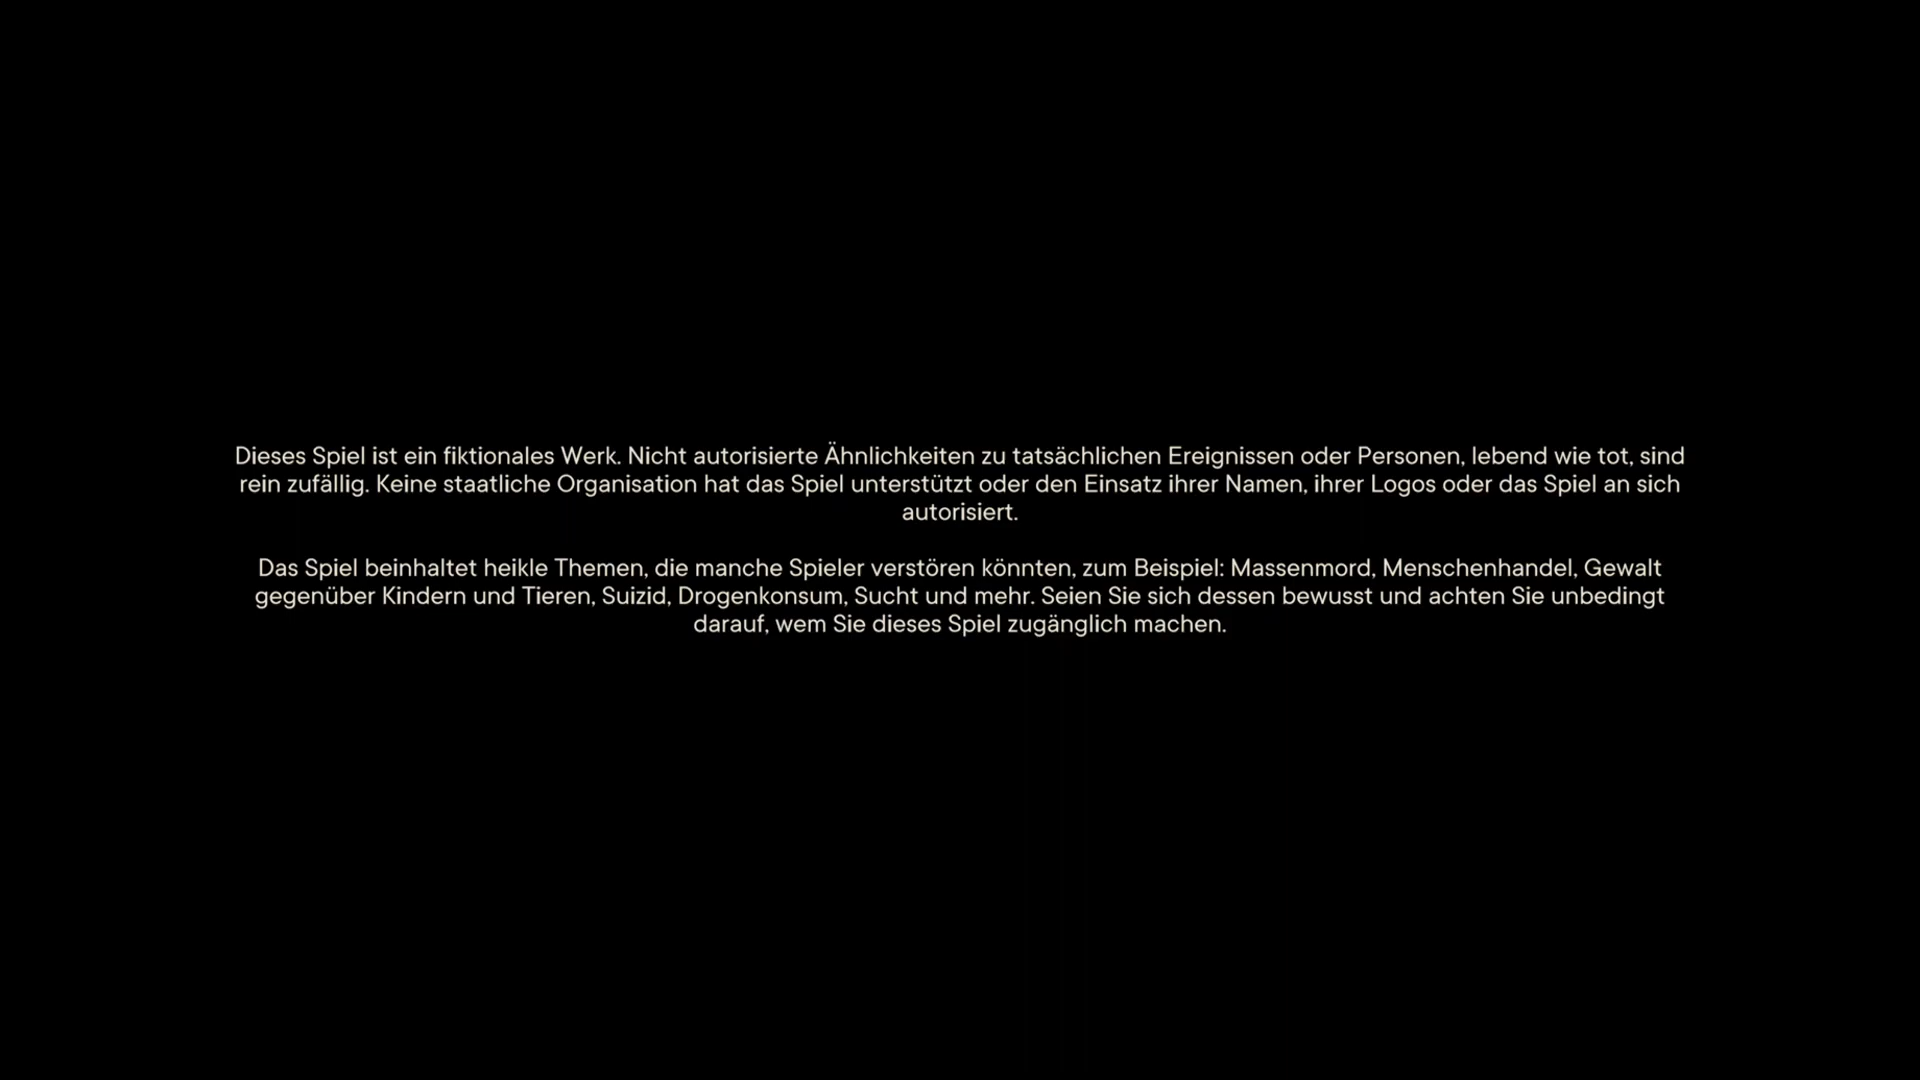 Dieses Spiel ist ein fiktionales Werk. Nicht autorisierte Ähnlichkeiten zu tatsächlichen Ereignissen oder Personen, lebend wie tot, sind
rein zufällig. Keine staatliche Organisation hat das Spiel unterstützt oder den Einsatz ihrer Namen, ihrer Logos oder das Spiel an sich
autorisiert.
Das Spiel beinhaltet heikle Themen, die manche Spieler verstören könnten, zum Beispiel: Massenmord, Menschenhandel, Gewalt
gegenüber Kindern und Tieren, Suizid, Drogenkonsum, Sucht und mehr. Seien Sie sich dessen bewusst und achten Sie unbedingt
darauf, wem Sie dieses Spiel zugänglich machen.